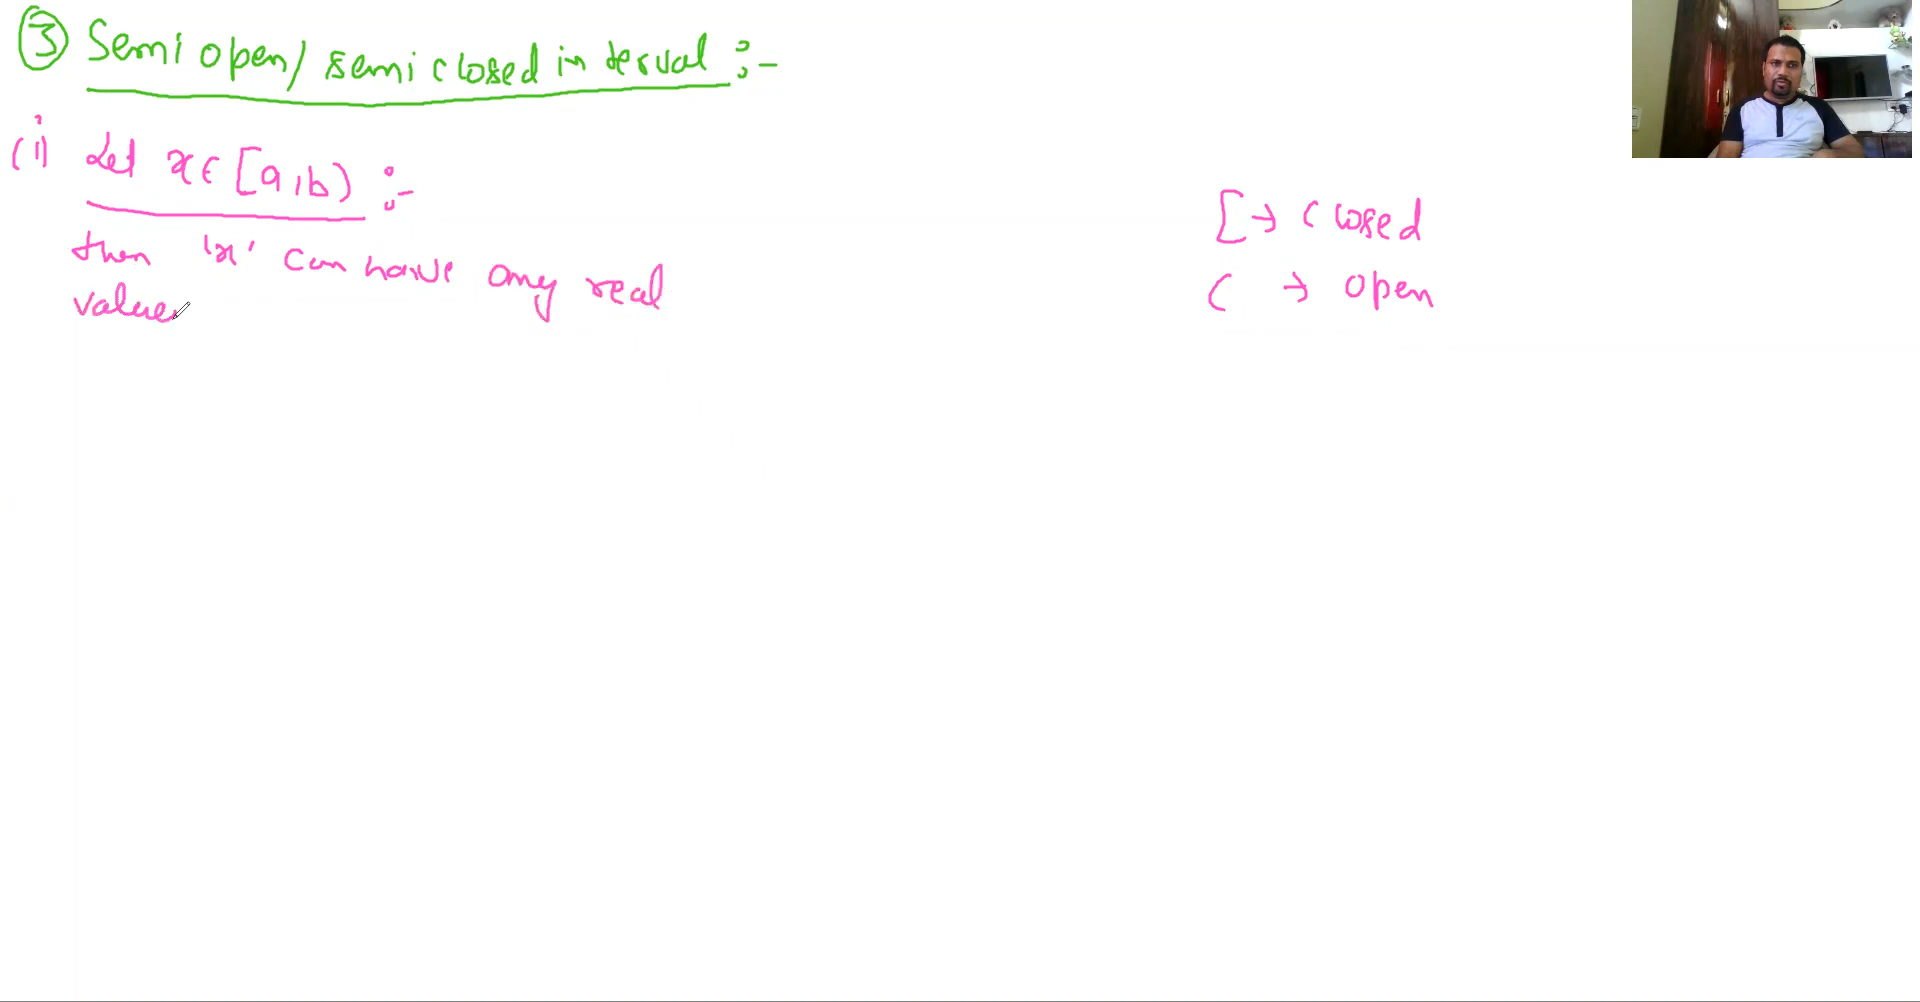 ③ Semi open/ semi closed interval :-
(i) Let x ∈ [a,b) :-
then 'x' can have any real
value
[ → closed
( → open